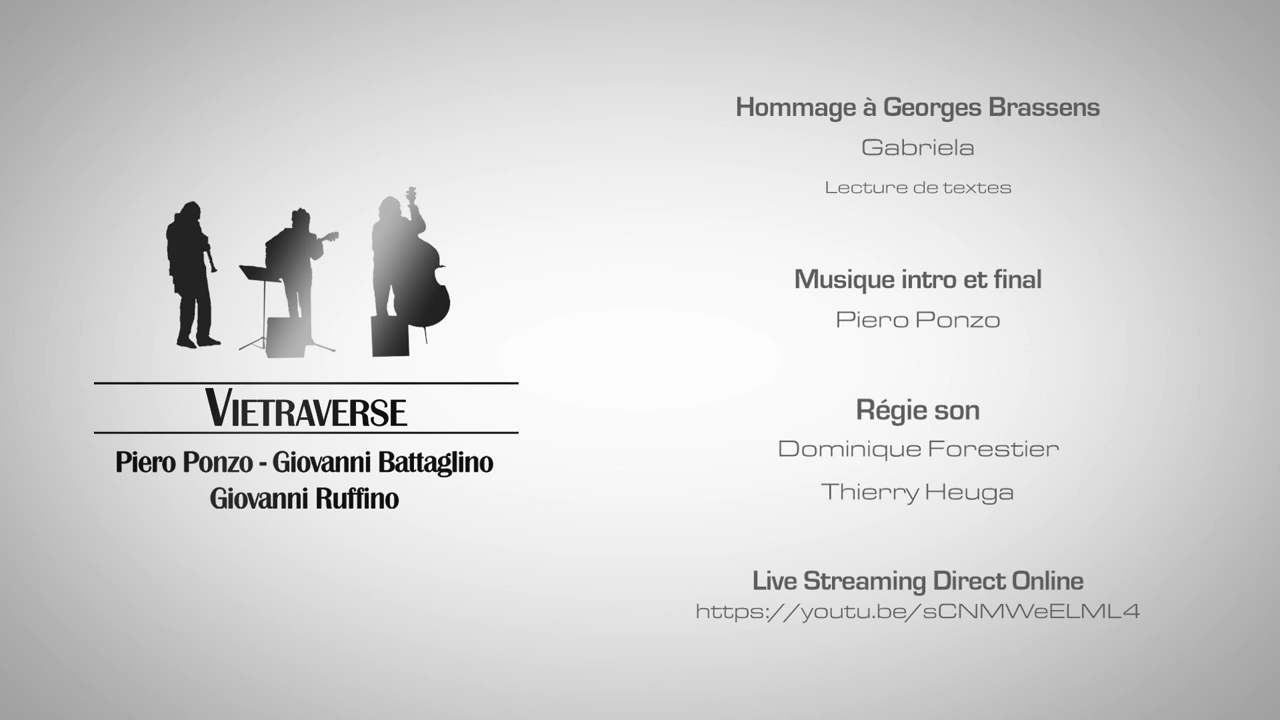 VIETRAVERSE
Piero Ponzo - Giovanni Battaglino
Giovanni Ruffino
Hommage à Georges Brassens
Gabriela
Lecture de textes
Musique intro et final
Piero Ponzo
Régie son
Dominique Forestier
Thierry Heuga
Live Streaming Direct Online
https://youtu.be/sCNMWeELML4